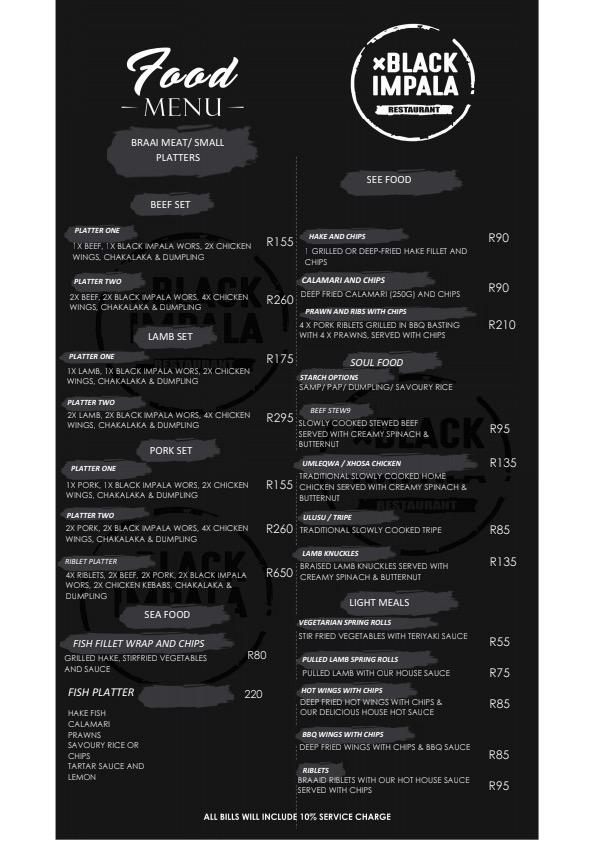 Food
MENU
×BLACK
IMPALA
RESTAURANT
BRAAI MEAT/ SMALL
PLATTERS
BEEF SET
PLATTER ONE
1X BEEF, 1X BLACK IMPALA WORS, 2X CHICKEN
WINGS, CHAKALAKA & DUMPLING
R155
PLATTER TWO
2X BEEF, 2X BLACK IMPALA WORS, 4X CHICKEN
WINGS, CHAKALAKA & DUMPLING
R260
LAMB SET
PLATTER ONE
R175
1X LAMB, 1X BLACK IMPALA WORS, 2X CHICKEN
WINGS, CHAKALAKA & DUMPLING
PLATTER TWO
2X LAMB, 2X BLACK IMPALA WORS, 4X CHICKEN
WINGS, CHAKALAKA & DUMPLING
R295
PORK SET
PLATTER ONE
1X PORK, 1X BLACK IMPALA WORS, 2X CHICKEN
WINGS, CHAKALAKA & DUMPLING
R155
PLATTER TWO
2X PORK, 2X BLACK IMPALA WORS, 4X CHICKEN
WINGS, CHAKALAKA & DUMPLING
R260
RIBLET PLATTER
4X RIBLETS, 2X BEEF, 2X PORK, 2X BLACK IMPALA
WORS, 2X CHICKEN KEBABS, CHAKALAKA &
DUMPLING
R650
SEA FOOD
FISH FILLET WRAP AND CHIPS
GRILLED HAKE, STIRFRIED VEGETABLES
AND SAUCE
R80
FISH PLATTER
220
HAKE FISH
CALAMARI
PRAWNS
SAVOURY RICE OR
CHIPS
TARTAR SAUCE AND
LEMON
SEE FOOD
HAKE AND CHIPS
R90
1 GRILLED OR DEEP-FRIED HAKE FILLET AND
CHIPS
CALAMARI AND CHIPS
DEEP FRIED CALAMARI (250G) AND CHIPS
R90
PRAWN AND RIBS WITH CHIPS
4 X PORK RIBLETS GRILLED IN BBQ BASTING
WITH 4 X PRAWNS, SERVED WITH CHIPS
R210
SOUL FOOD
STARCH OPTIONS
SAMP/ PAP/ DUMPLING/ SAVOURY RICE
BEEF STEW9
SLOWLY COOKED STEWED BEEF
SERVED WITH CREAMY SPINACH &
BUTTERNUT
R95
UMLEQWA / XHOSA CHICKEN
R135
TRADITIONAL SLOWLY COOKED HOME
CHICKEN SERVED WITH CREAMY SPINACH &
BUTTERNUT
ULUSU / TRIPE
TRADITIONAL SLOWLY COOKED TRIPE
R85
LAMB KNUCKLES
BRAISED LAMB KNUCKLES SERVED WITH
CREAMY SPINACH & BUTTERNUT
R135
LIGHT MEALS
VEGETARIAN SPRING ROLLS
STIR FRIED VEGETABLES WITH TERIYAKI SAUCE
R55
PULLED LAMB SPRING ROLLS
PULLED LAMB WITH OUR HOUSE SAUCE
R75
HOT WINGS WITH CHIPS
DEEP FRIED HOT WINGS WITH CHIPS &
OUR DELICIOUS HOUSE HOT SAUCE
R85
BBQ WINGS WITH CHIPS
DEEP FRIED WINGS WITH CHIPS & BBQ SAUCE
R85
RIBLETS
BRAAID RIBLETS WITH OUR HOT HOUSE SAUCE
SERVED WITH CHIPS
R95
ALL BILLS WILL INCLUDE 10% SERVICE CHARGE